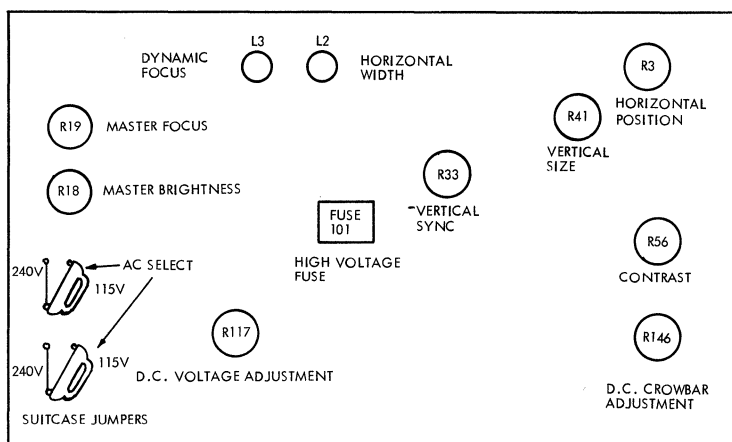 L3
L2
DYNAMIC
FOCUS
HORIZONTAL
WIDTH
R3
HORIZONTAL
POSITION
R19
MASTER FOCUS
R41
VERTICAL
SIZE
R18
MASTER BRIGHTNESS
R33
VERTICAL
SYNC
FUSE
101
HIGH VOLTAGE
FUSE
R56
CONTRAST
240V
AC SELECT
115V
R117
D.C. VOLTAGE ADJUSTMENT
R146
D.C. CROWBAR
ADJUSTMENT
240V
115V
SUITCASE JUMPERS